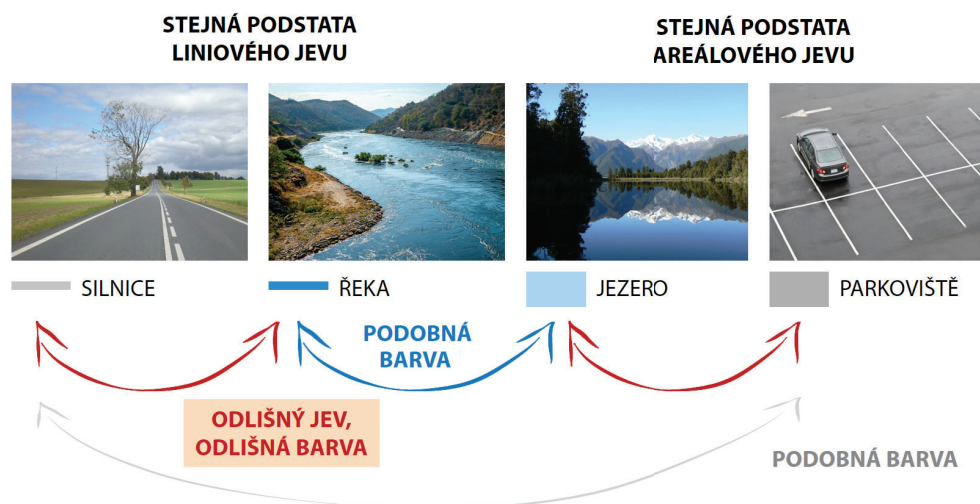 STEJNÁ PODSTATA
LINIOVÉHO JEVU
STEJNÁ PODSTATA
AREÁLOVÉHO JEVU
SILNICE
ŘEKA
JEZERO
PARKOVIŠTĚ
PODOBNÁ
BARVA
ODLIŠNÝ JEV,
ODLIŠNÁ BARVA
PODOBNÁ BARVA